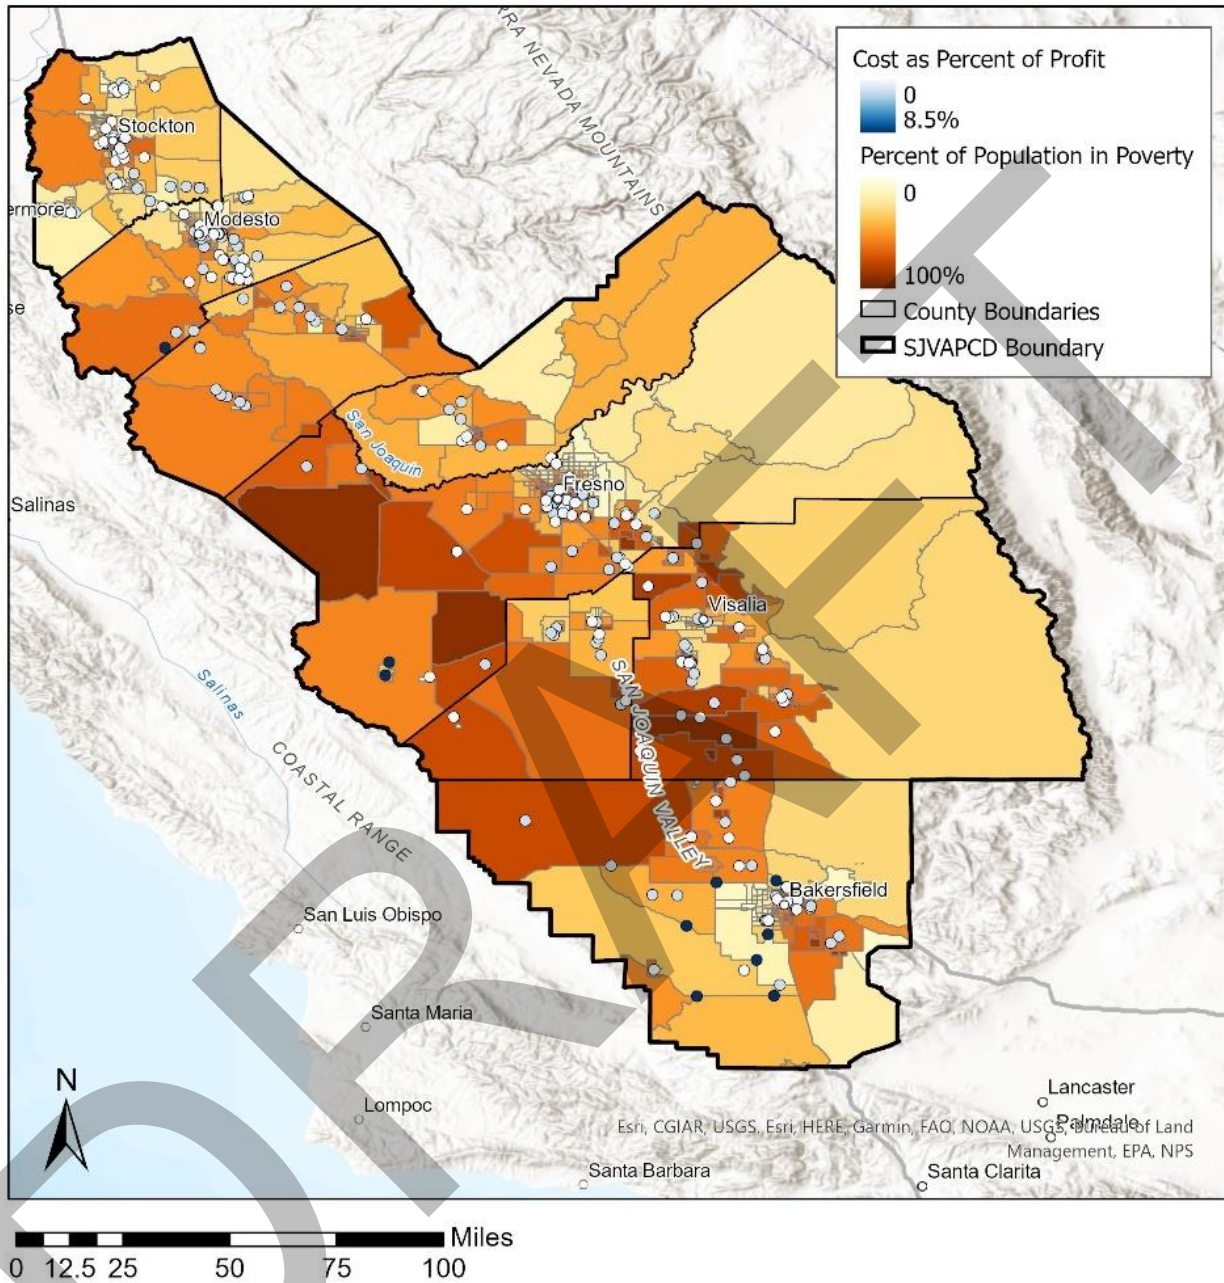 RRA NEVADA MOUNTAINS
Cost as Percent of Profit
0
8.5%
Percent of Population in Poverty
0
100%
County Boundaries
SJVAPCD Boundary
Stockton
ermore
Modesto
se
San Joaquin
Fresno
Salinas
Visalia
Salinas
SAN JOAQUIN VALLEY
COASTAL RANGE
Bakersfield
San Luis Obispo
Santa Maria
Lancaster
Palmdale
Lompoc
Esri, CGIAR, USGS, Esri, HERE, Garmin, FAO, NOAA, USGS, Bureau of Land
Management, EPA, NPS
Santa Barbara
Santa Clarita
N
Miles
0 12.5 25 50 75 100
DRAFT